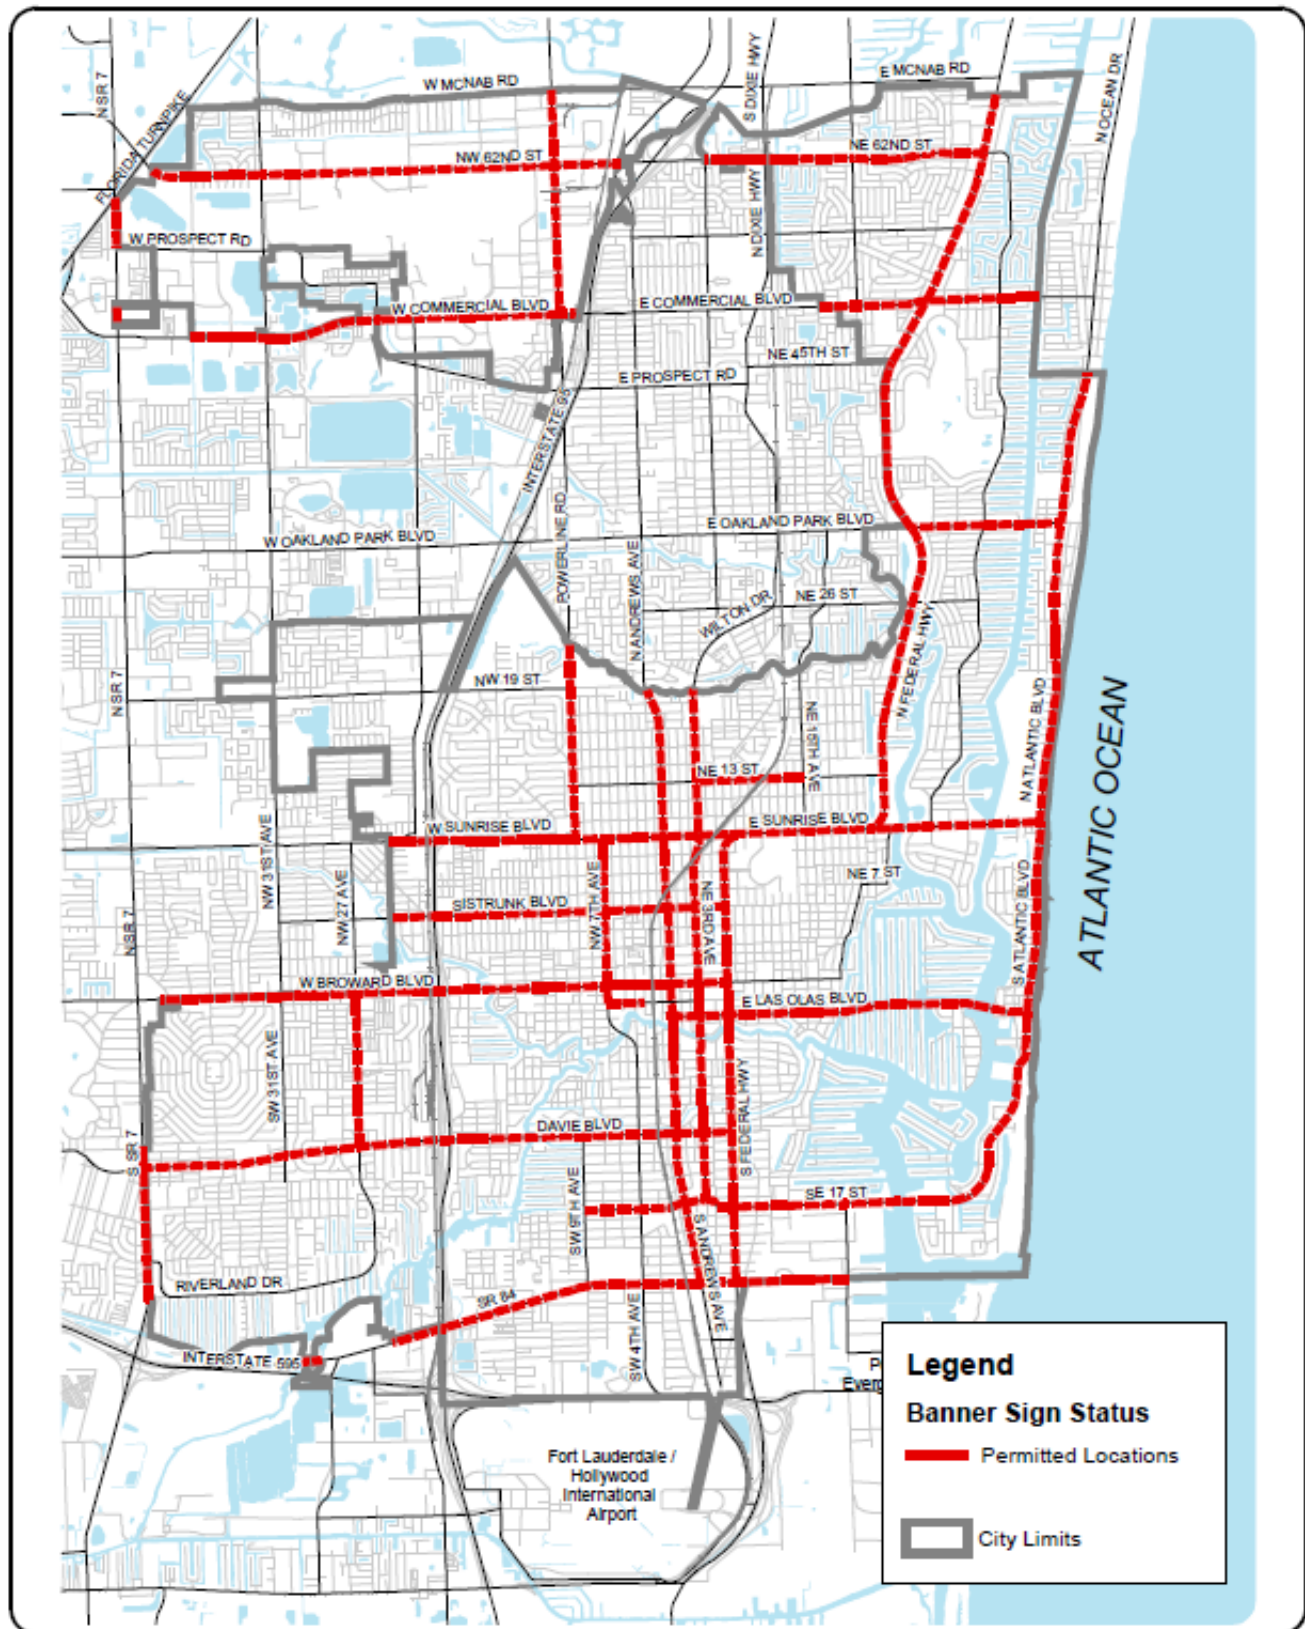 W MCNAB RD
E MCNAB RD
N SR 7
S DIXIE HWY
N OCEAN DR
FLORIDA TURNPIKE
NW 62ND ST
NE 62ND ST
N DIXIE HWY
W PROSPECT RD
W COMMERCIAL BLVD
E COMMERCIAL BLVD
NE 45TH ST
E PROSPECT RD
INTERSTATE 95
W OAKLAND PARK BLVD
E OAKLAND PARK BLVD
POWERLINE RD
N ANDREWS AVE
WILTON DR
NE 26 ST
N FEDERAL HWY
N SR 7
NW 19 ST
NE 15TH AVE
N ATLANTIC BLVD
ATLANTIC OCEAN
NE 13 ST
W SUNRISE BLVD
E SUNRISE BLVD
NW 31ST AVE
NW 27 AVE
NE 7 ST
SISTRUNK BLVD
NW 7TH AVE
NE 3RD AVE
S ATLANTIC BLVD
N SR 7
W BROWARD BLVD
E LAS OLAS BLVD
SW 31ST AVE
S FEDERAL HWY
DAVIE BLVD
S SR 7
SW 9TH AVE
SE 17 ST
S ANDREWS AVE
RIVERLAND DR
SR 84
SW 4TH AVE
INTERSTATE 595
P
Everg
Fort Lauderdale /
Hollywood
International
Airport
Legend
Banner Sign Status
Permitted Locations
City Limits